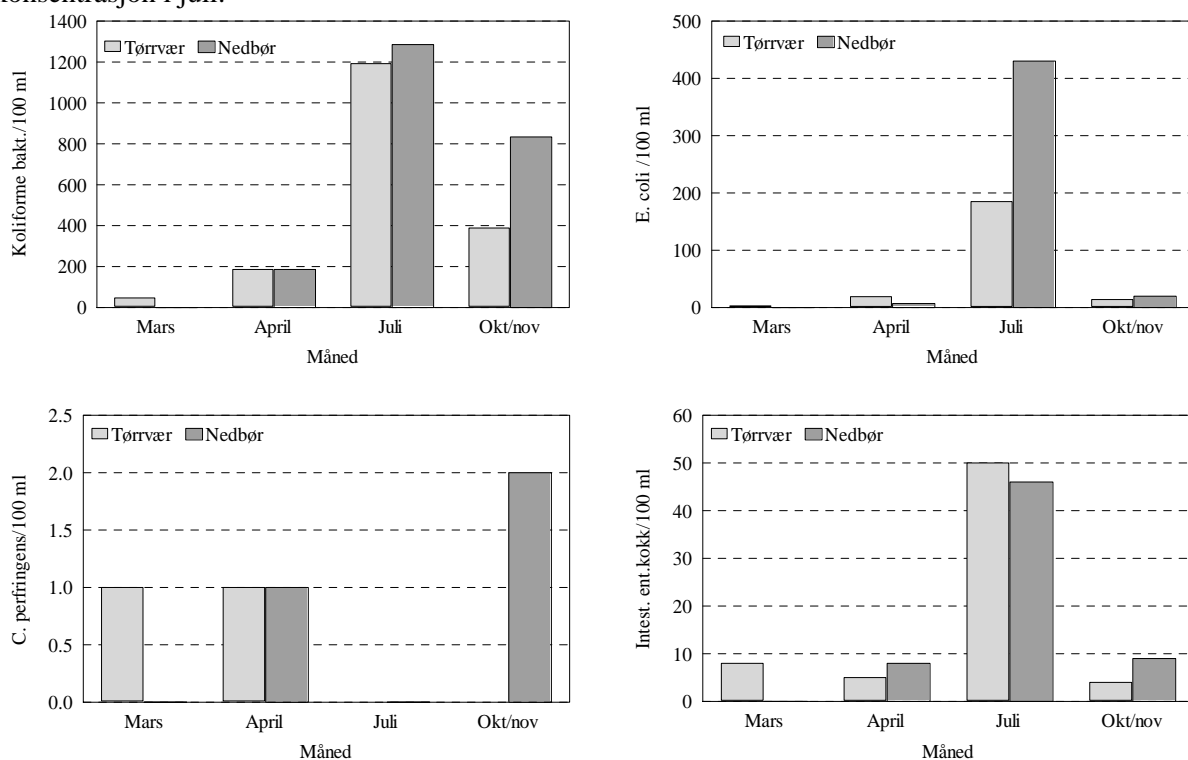 konsentrasjon i juli.
Koliforme bakt./100 ml
1400
1200
1000
800
600
400
200
0
Tørrvær Nedbør
Mars April Juli Okt/nov
Måned
E. coli /100 ml
500
400
300
200
100
0
Tørrvær Nedbør
Mars April Juli Okt/nov
Måned
C. perfringens/100 ml
2.5
2.0
1.5
1.0
0.5
0.0
Tørrvær Nedbør
Mars April Juli Okt/nov
Måned
Intest. ent.kokk/100 ml
60
50
40
30
20
10
0
Tørrvær Nedbør
Mars April Juli Okt/nov
Måned